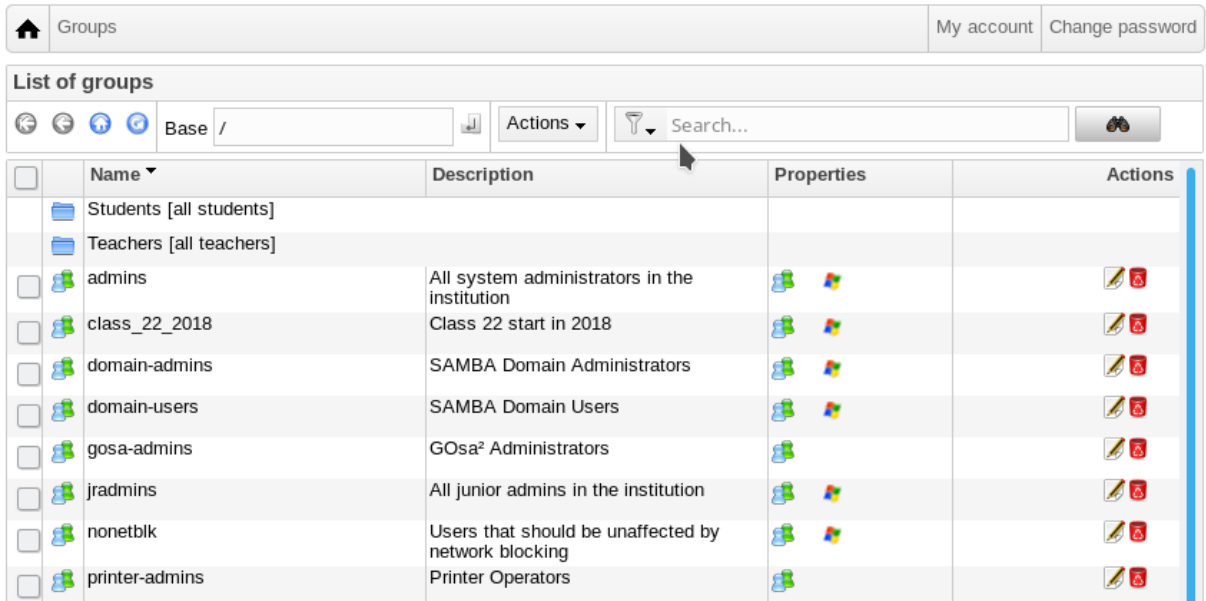 Groups
My account
Change password
List of groups
Base /
Actions
Search...
Name Description Properties Actions
Students [all students]
Teachers [all teachers]
admins All system administrators in the
institution
class_22_2018 Class 22 start in 2018
domain-admins SAMBA Domain Administrators
domain-users SAMBA Domain Users
gosa-admins GOsa² Administrators
jradmins All junior admins in the institution
nonetblk Users that should be unaffected by
network blocking
printer-admins Printer Operators